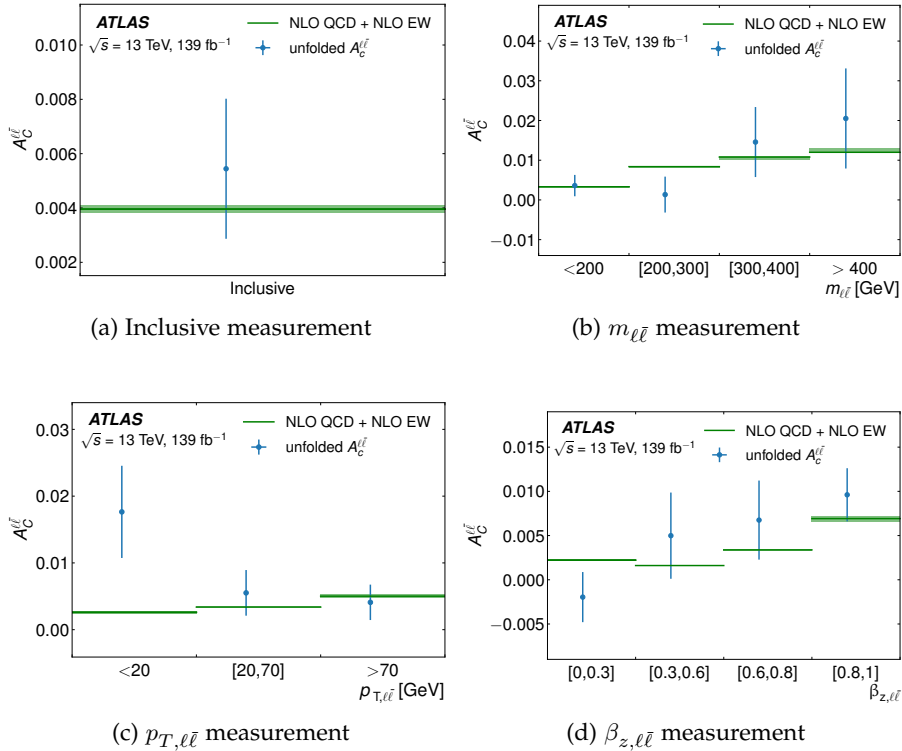 ATLAS
√s = 13 TeV, 139 fb⁻¹
NLO QCD + NLO EW
unfolded A_c^{ℓℓ̄}
A_C^{ℓℓ̄}
0.010
0.008
0.006
0.004
0.002
Inclusive
(a) Inclusive measurement
ATLAS
√s = 13 TeV, 139 fb⁻¹
NLO QCD + NLO EW
unfolded A_c^{ℓℓ̄}
A_C^{ℓℓ̄}
0.04
0.03
0.02
0.01
0.00
−0.01
<200 [200,300] [300,400] > 400
m_{ℓℓ̄} [GeV]
(b) m_{ℓℓ̄} measurement
ATLAS
√s = 13 TeV, 139 fb⁻¹
NLO QCD + NLO EW
unfolded A_c^{ℓℓ̄}
A_C^{ℓℓ̄}
0.03
0.02
0.01
0.00
<20 [20,70] >70
p_{T,ℓℓ̄} [GeV]
(c) p_{T,ℓℓ̄} measurement
ATLAS
√s = 13 TeV, 139 fb⁻¹
NLO QCD + NLO EW
unfolded A_c^{ℓℓ̄}
A_C^{ℓℓ̄}
0.015
0.010
0.005
0.000
−0.005
[0,0.3] [0.3,0.6] [0.6,0.8] [0.8,1]
β_{z,ℓℓ̄}
(d) β_{z,ℓℓ̄} measurement